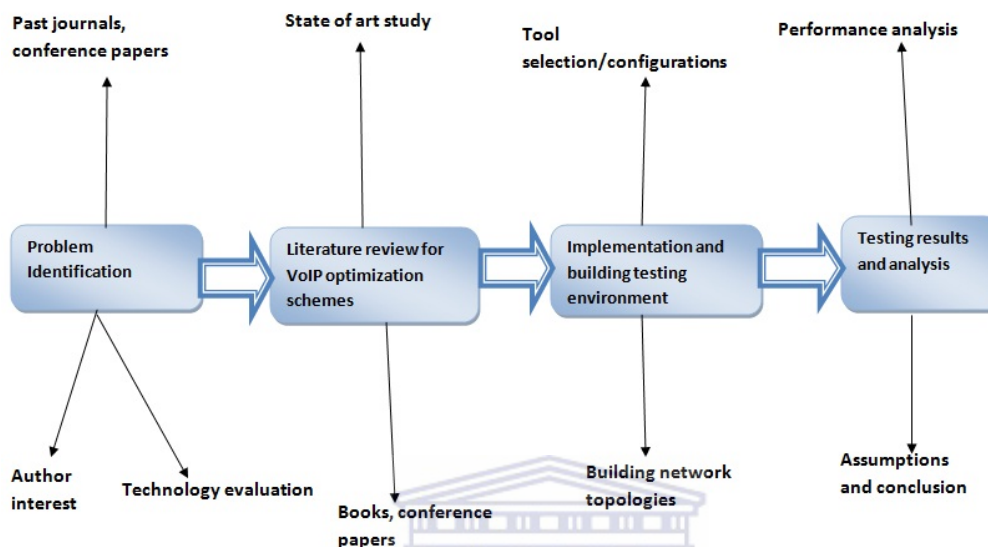 Past journals,
conference papers
State of art study
Tool
selection/configurations
Performance analysis
Problem
Identification
Literature review for
VoIP optimization
schemes
Implementation and
building testing
environment
Testing results
and analysis
Author
interest
Technology evaluation
Books, conference
papers
Building network
topologies
Assumptions
and conclusion